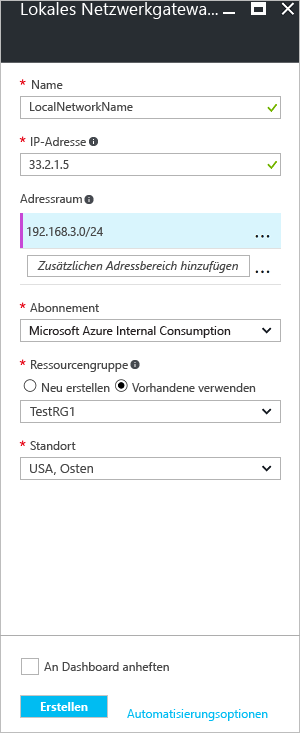 Lokales Netzwerkgatewa...
* Name
LocalNetworkName
* IP-Adresse
33.2.1.5
Adressraum
192.168.3.0/24
...
Zusätzlichen Adressbereich hinzufügen
...
* Abonnement
Microsoft Azure Internal Consumption
* Ressourcengruppe
Neu erstellen Vorhandene verwenden
TestRG1
* Standort
USA, Osten
An Dashboard anheften
Erstellen
Automatisierungsoptionen